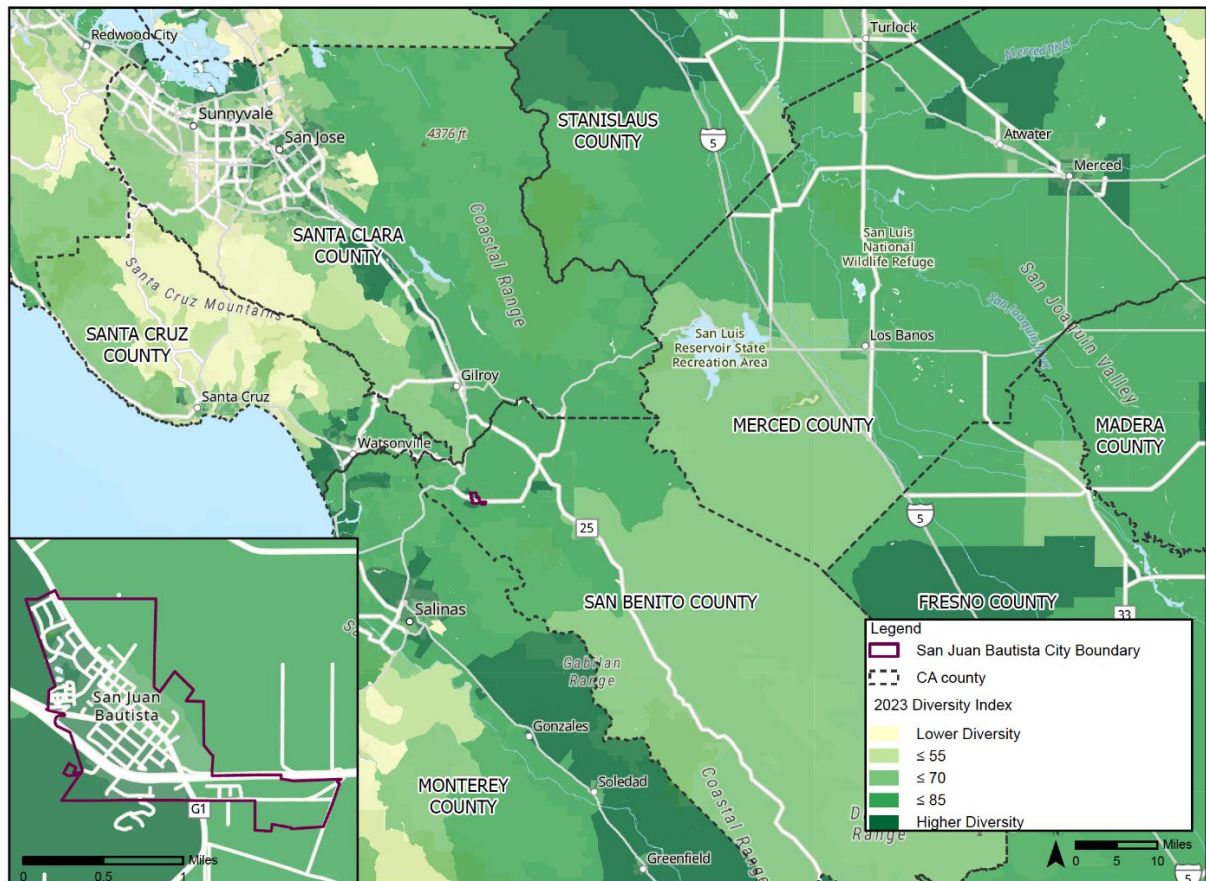 Redwood City
Sunnyvale
San Jose
4376 ft
STANISLAUS
COUNTY
5
Turlock
Merced River
Atwater
Merced
Coastal Range
SANTA CLARA
COUNTY
Santa Cruz Mountains
SANTA CRUZ
COUNTY
Santa Cruz
Gilroy
Watsonville
San Luis
National
Wildlife Refuge
San Joaquin River
San Joaquin Valley
San Luis
Reservoir State
Recreation Area
Los Banos
MERCED COUNTY
MADERA
COUNTY
25
5
SAN BENITO COUNTY
FRESNO COUNTY
33
Salinas
Gabilan
Range
Gonzales
Soledad
MONTEREY
COUNTY
Greenfield
Coastal Range
Range
5
San Juan
Bautista
G1
0 0.5 1 Miles
Legend
San Juan Bautista City Boundary
CA county
2023 Diversity Index
Lower Diversity
≤ 55
≤ 70
≤ 85
Higher Diversity
0 5 10 Miles